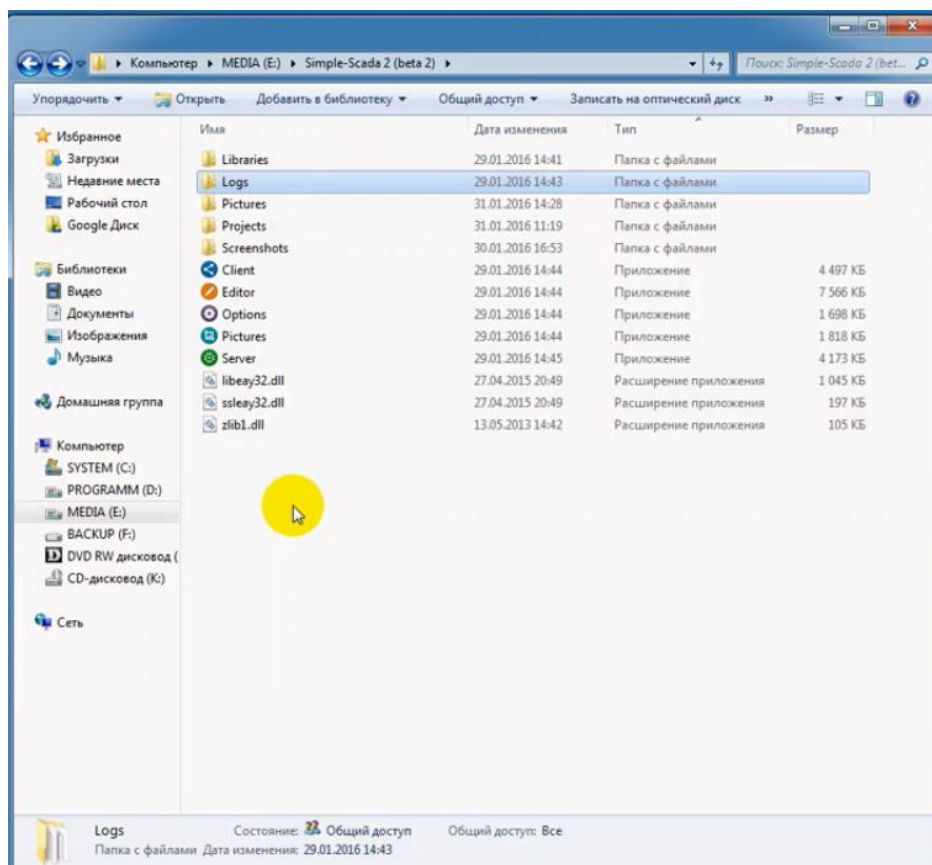 Компьютер ▸ MEDIA (E:) ▸ Simple-Scada 2 (beta 2) ▸
Поиск: Simple-Scada 2 (bet...
Упорядочить Открыть Добавить в библиотеку Общий доступ Записать на оптический диск »
Избранное
Загрузки
Недавние места
Рабочий стол
Google Диск
Библиотеки
Видео
Документы
Изображения
Музыка
Домашняя группа
Компьютер
SYSTEM (C:)
PROGRAMM (D:)
MEDIA (E:)
BACKUP (F:)
DVD RW дисковод (
CD-дисковод (K:)
Сеть
Имя Дата изменения Тип Размер
Libraries 29.01.2016 14:41 Папка с файлами
Logs 29.01.2016 14:43 Папка с файлами
Pictures 31.01.2016 14:28 Папка с файлами
Projects 31.01.2016 11:19 Папка с файлами
Screenshots 30.01.2016 16:53 Папка с файлами
Client 29.01.2016 14:44 Приложение 4 497 КБ
Editor 29.01.2016 14:44 Приложение 7 566 КБ
Options 29.01.2016 14:44 Приложение 1 698 КБ
Pictures 29.01.2016 14:44 Приложение 1 818 КБ
Server 29.01.2016 14:45 Приложение 4 173 КБ
libeay32.dll 27.04.2015 20:49 Расширение приложения 1 045 КБ
ssleay32.dll 27.04.2015 20:49 Расширение приложения 197 КБ
zlib1.dll 13.05.2013 14:42 Расширение приложения 105 КБ
Logs Состояние: Общий доступ Общий доступ: Все
Папка с файлами Дата изменения: 29.01.2016 14:43